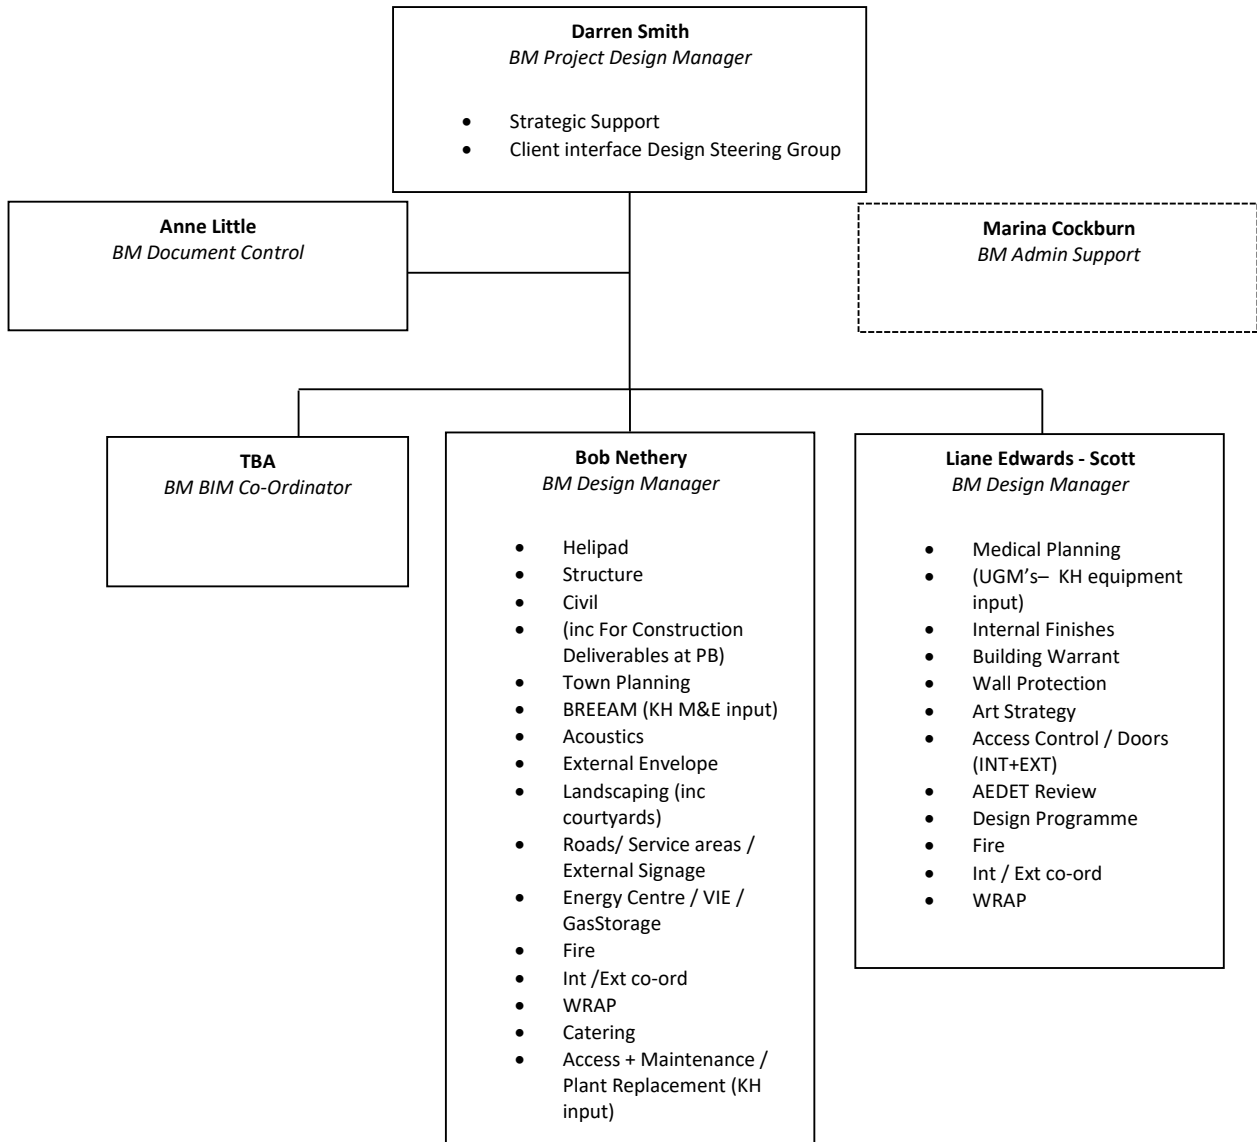 Darren Smith
BM Project Design Manager
• Strategic Support
• Client interface Design Steering Group
Anne Little
BM Document Control
Marina Cockburn
BM Admin Support
TBA
BM BIM Co-Ordinator
Bob Nethery
BM Design Manager
• Helipad
• Structure
• Civil
• (inc For Construction
Deliverables at PB)
• Town Planning
• BREEAM (KH M&E input)
• Acoustics
• External Envelope
• Landscaping (inc
courtyards)
• Roads/ Service areas /
External Signage
• Energy Centre / VIE /
GasStorage
• Fire
• Int /Ext co-ord
• WRAP
• Catering
• Access + Maintenance /
Plant Replacement (KH
input)
Liane Edwards - Scott
BM Design Manager
• Medical Planning
• (UGM’s– KH equipment
input)
• Internal Finishes
• Building Warrant
• Wall Protection
• Art Strategy
• Access Control / Doors
(INT+EXT)
• AEDET Review
• Design Programme
• Fire
• Int / Ext co-ord
• WRAP